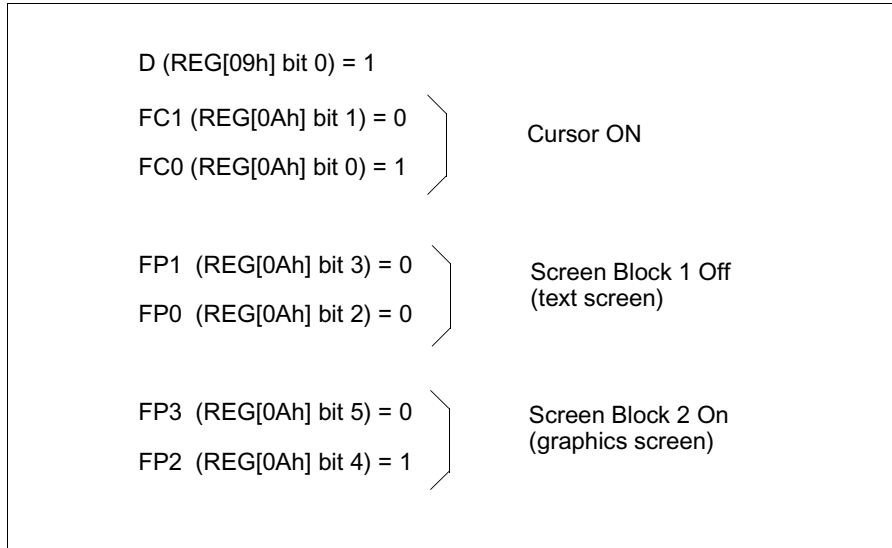 D (REG[09h] bit 0) = 1
FC1 (REG[0Ah] bit 1) = 0
FC0 (REG[0Ah] bit 0) = 1
Cursor ON
FP1 (REG[0Ah] bit 3) = 0
FP0 (REG[0Ah] bit 2) = 0
Screen Block 1 Off
(text screen)
FP3 (REG[0Ah] bit 5) = 0
FP2 (REG[0Ah] bit 4) = 1
Screen Block 2 On
(graphics screen)